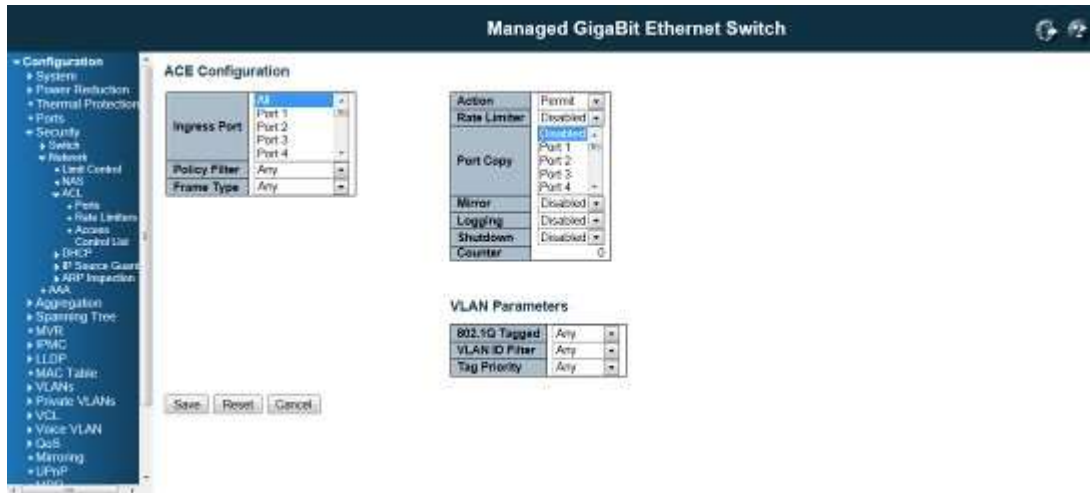 Managed GigaBit Ethernet Switch
Configuration
System
Power Reduction
Thermal Protection
Ports
Security
Switch
Network
Limit Control
NAS
ACL
Ports
Rate Limiters
Access
Control List
DHCP
IP Source Guard
ARP Inspection
AAA
Aggregation
Spanning Tree
MVR
IPMC
LLDP
MAC Table
VLANs
Private VLANs
VCL
Voice VLAN
QoS
Mirroring
UPnP
ACE Configuration
Ingress Port
All
Port 1
Port 2
Port 3
Port 4
Policy Filter Any
Frame Type Any
Action Permit
Rate Limiter Disabled
Port Copy
Disabled
Port 1
Port 2
Port 3
Port 4
Mirror Disabled
Logging Disabled
Shutdown Disabled
Counter 0
VLAN Parameters
802.1Q Tagged Any
VLAN ID Filter Any
Tag Priority Any
Save Reset Cancel